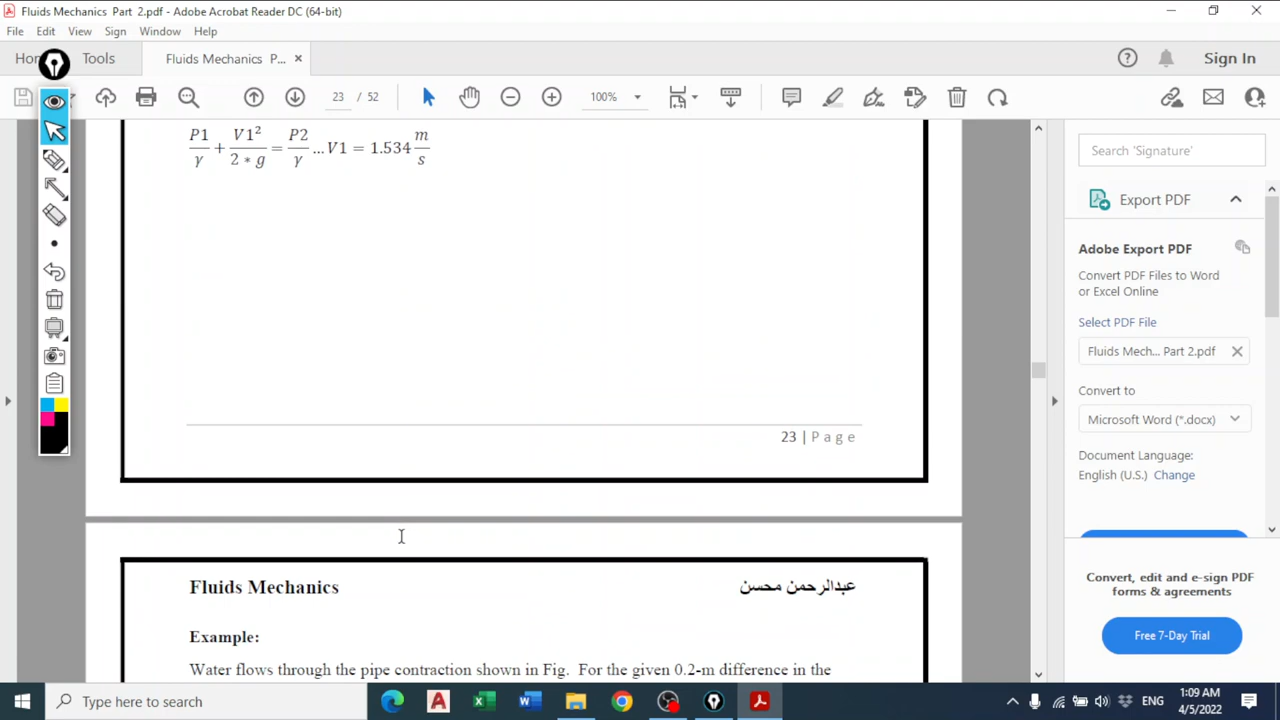 Fluids Mechanics Part 2.pdf - Adobe Acrobat Reader DC (64-bit)
File Edit View Sign Window Help
Tools
Fluids Mechanics P... ×
Sign In
23 / 52
100%
P1/γ + V1²/2 * g = P2/γ ... V1 = 1.534 m/s
23 | Page
Fluids Mechanics
عبدالرحمن محسن
Example:
Water flows through the pipe contraction shown in Fig. For the given 0.2-m difference in the
Search 'Signature'
Export PDF
Adobe Export PDF
Convert PDF Files to Word
or Excel Online
Select PDF File
Fluids Mech... Part 2.pdf
Convert to
Microsoft Word (*.docx)
Document Language:
English (U.S.) Change
Convert, edit and e-sign PDF
forms & agreements
Free 7-Day Trial
Type here to search
ENG
1:09 AM
4/5/2022